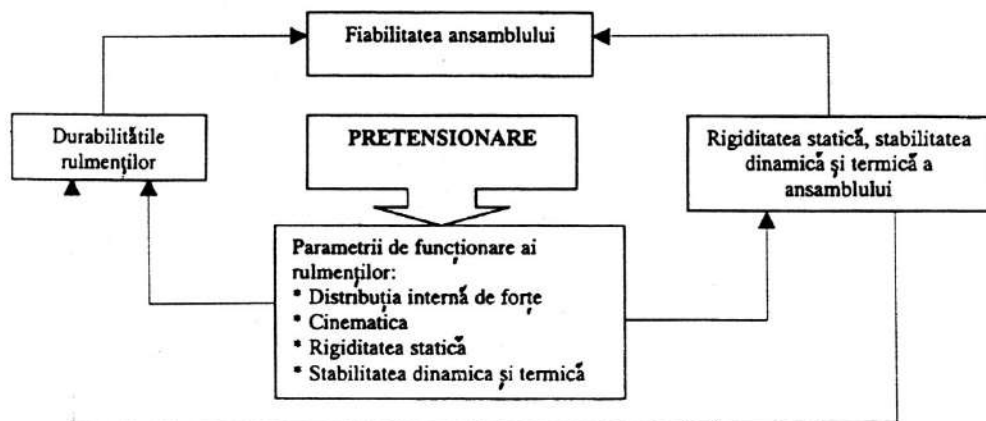 Fiabilitatea ansamblului
Durabilitățile
rulmenților
PRETENSIONARE
Rigiditatea statică, stabilitatea
dinamică și termică a
ansamblului
Parametrii de funcționare ai
rulmenților:
* Distribuția internă de forțe
* Cinematica
* Rigiditatea statică
* Stabilitatea dinamica și termică